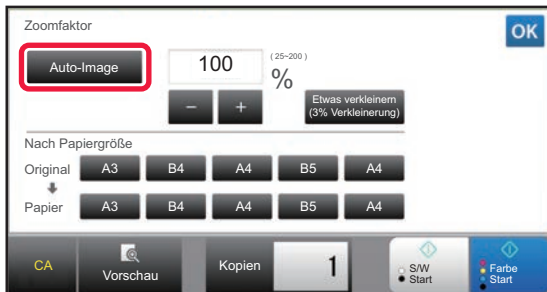 Zoomfaktor
OK
Auto-Image
100
( 25~200 )
%
−
+
Etwas verkleinern
(3% Verkleinerung)
Nach Papiergröße
Original A3 B4 A4 B5 A4
Papier A3 B4 A4 B5 A4
CA
Vorschau
Kopien
1
S/W
Start
Farbe
Start